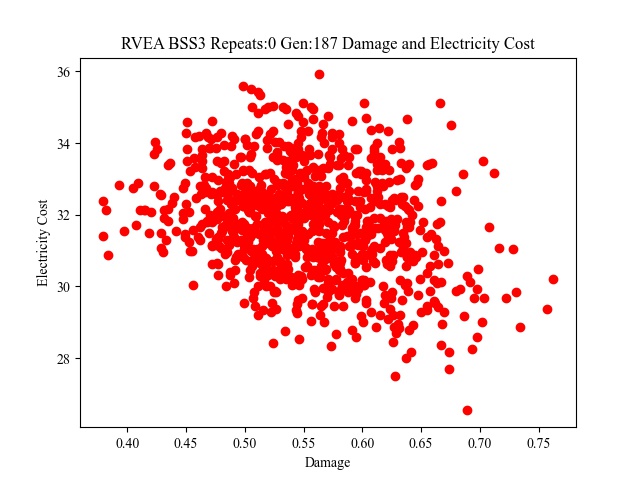 RVEA BSS3 Repeats:0 Gen:187 Damage and Electricity Cost
36
34
32
30
28
Electricity Cost
0.40 0.45 0.50 0.55 0.60 0.65 0.70 0.75
Damage